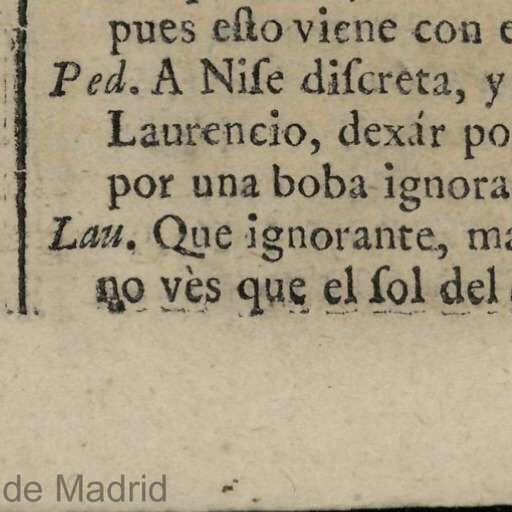 pues eſto viene con e
Ped. A Niſe diſcreta, y
Laurencio, dexár po
por una boba ignora
Lau. Que ignorante, ma
no vès que el ſol del
de Madrid